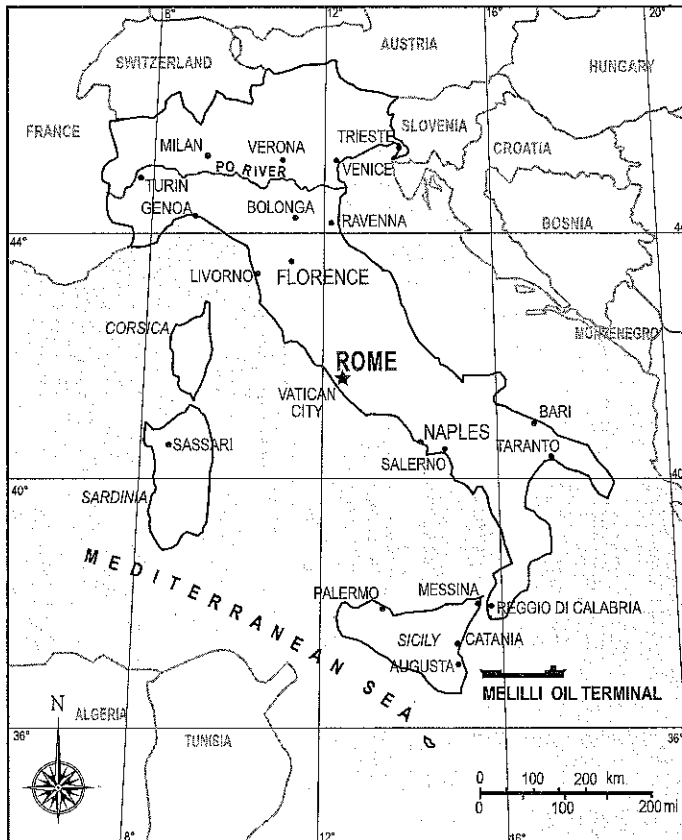 8° 12° 16° 20°
AUSTRIA
SWITZERLAND
HUNGARY
FRANCE
SLOVENIA
TRIESTE
MILAN
VERONA
CROATIA
PO RIVER
VENICE
TURIN
GENOA
BOLONGA
RAVENNA
BOSNIA
44° 44
LIVORNO
FLORENCE
CORSICA
MONTENEGRO
ROME
VATICAN
CITY
BARI
NAPLES
SASSARI
TARANTO
SALERNO
40° 40
SARDINIA
MEDITERRANEAN SEA
PALERMO
MESSINA
REGGIO DI CALABRIA
SICILY
CATANIA
AUGUSTA
MELILLI OIL TERMINAL
N
ALGERIA
36° 36°
TUNISIA
0 100 200 km.
0 100 200 mi
8° 12° 16°